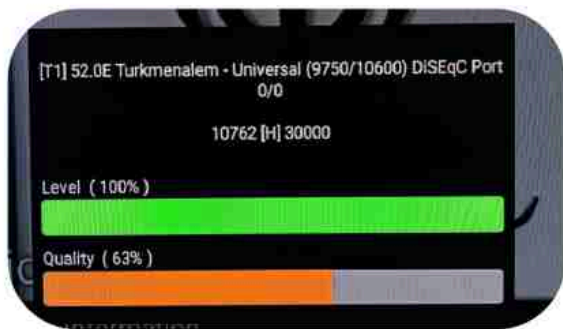 [T1] 52.0E Turkmenalem - Universal (9750/10600) DiSEqC Port
0/0
10762 [H] 30000
Level ( 100% )
Quality ( 63% )